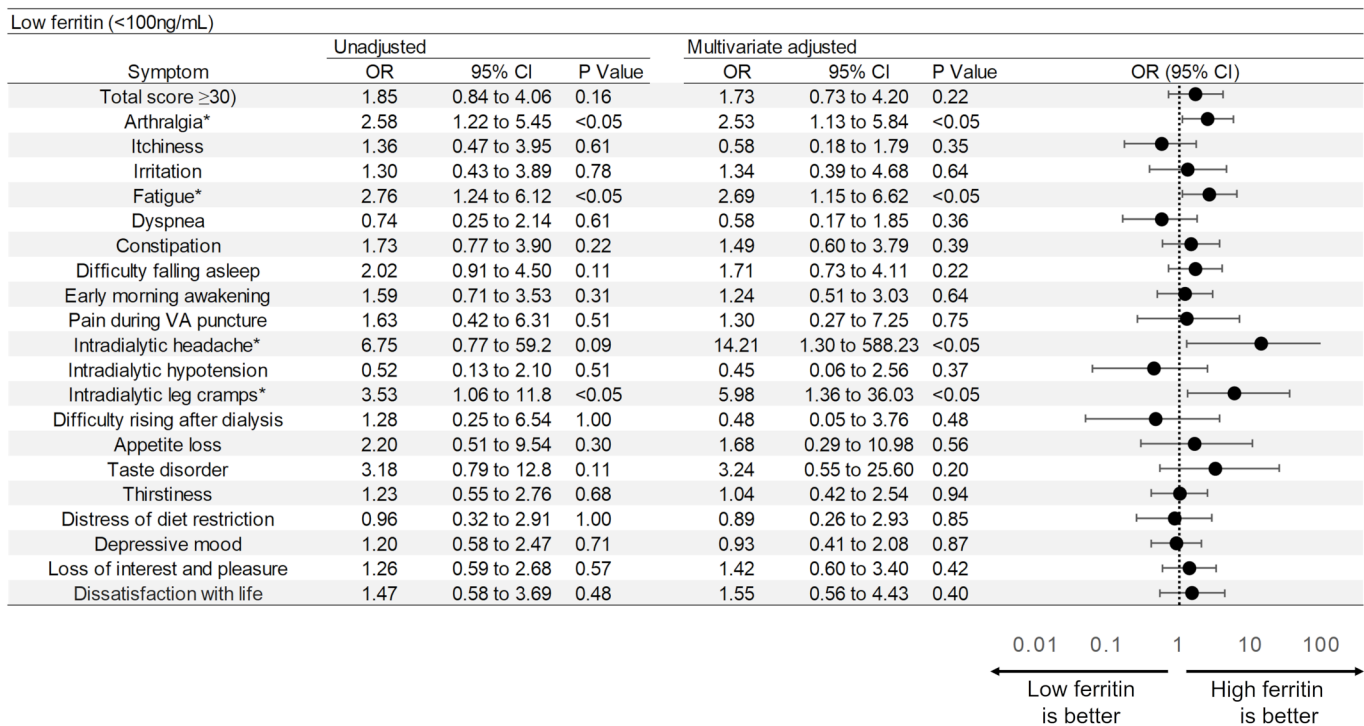 Low ferritin (<100ng/mL)
Unadjusted Multivariate adjusted
Symptom OR 95% CI P Value OR 95% CI P Value OR (95% CI)
Total score ≥30) 1.85 0.84 to 4.06 0.16 1.73 0.73 to 4.20 0.22
Arthralgia* 2.58 1.22 to 5.45 <0.05 2.53 1.13 to 5.84 <0.05
Itchiness 1.36 0.47 to 3.95 0.61 0.58 0.18 to 1.79 0.35
Irritation 1.30 0.43 to 3.89 0.78 1.34 0.39 to 4.68 0.64
Fatigue* 2.76 1.24 to 6.12 <0.05 2.69 1.15 to 6.62 <0.05
Dyspnea 0.74 0.25 to 2.14 0.61 0.58 0.17 to 1.85 0.36
Constipation 1.73 0.77 to 3.90 0.22 1.49 0.60 to 3.79 0.39
Difficulty falling asleep 2.02 0.91 to 4.50 0.11 1.71 0.73 to 4.11 0.22
Early morning awakening 1.59 0.71 to 3.53 0.31 1.24 0.51 to 3.03 0.64
Pain during VA puncture 1.63 0.42 to 6.31 0.51 1.30 0.27 to 7.25 0.75
Intradialytic headache* 6.75 0.77 to 59.2 0.09 14.21 1.30 to 588.23 <0.05
Intradialytic hypotension 0.52 0.13 to 2.10 0.51 0.45 0.06 to 2.56 0.37
Intradialytic leg cramps* 3.53 1.06 to 11.8 <0.05 5.98 1.36 to 36.03 <0.05
Difficulty rising after dialysis 1.28 0.25 to 6.54 1.00 0.48 0.05 to 3.76 0.48
Appetite loss 2.20 0.51 to 9.54 0.30 1.68 0.29 to 10.98 0.56
Taste disorder 3.18 0.79 to 12.8 0.11 3.24 0.55 to 25.60 0.20
Thirstiness 1.23 0.55 to 2.76 0.68 1.04 0.42 to 2.54 0.94
Distress of diet restriction 0.96 0.32 to 2.91 1.00 0.89 0.26 to 2.93 0.85
Depressive mood 1.20 0.58 to 2.47 0.71 0.93 0.41 to 2.08 0.87
Loss of interest and pleasure 1.26 0.59 to 2.68 0.57 1.42 0.60 to 3.40 0.42
Dissatisfaction with life 1.47 0.58 to 3.69 0.48 1.55 0.56 to 4.43 0.40
0.01 0.1 1 10 100
Low ferritin High ferritin
is better is better